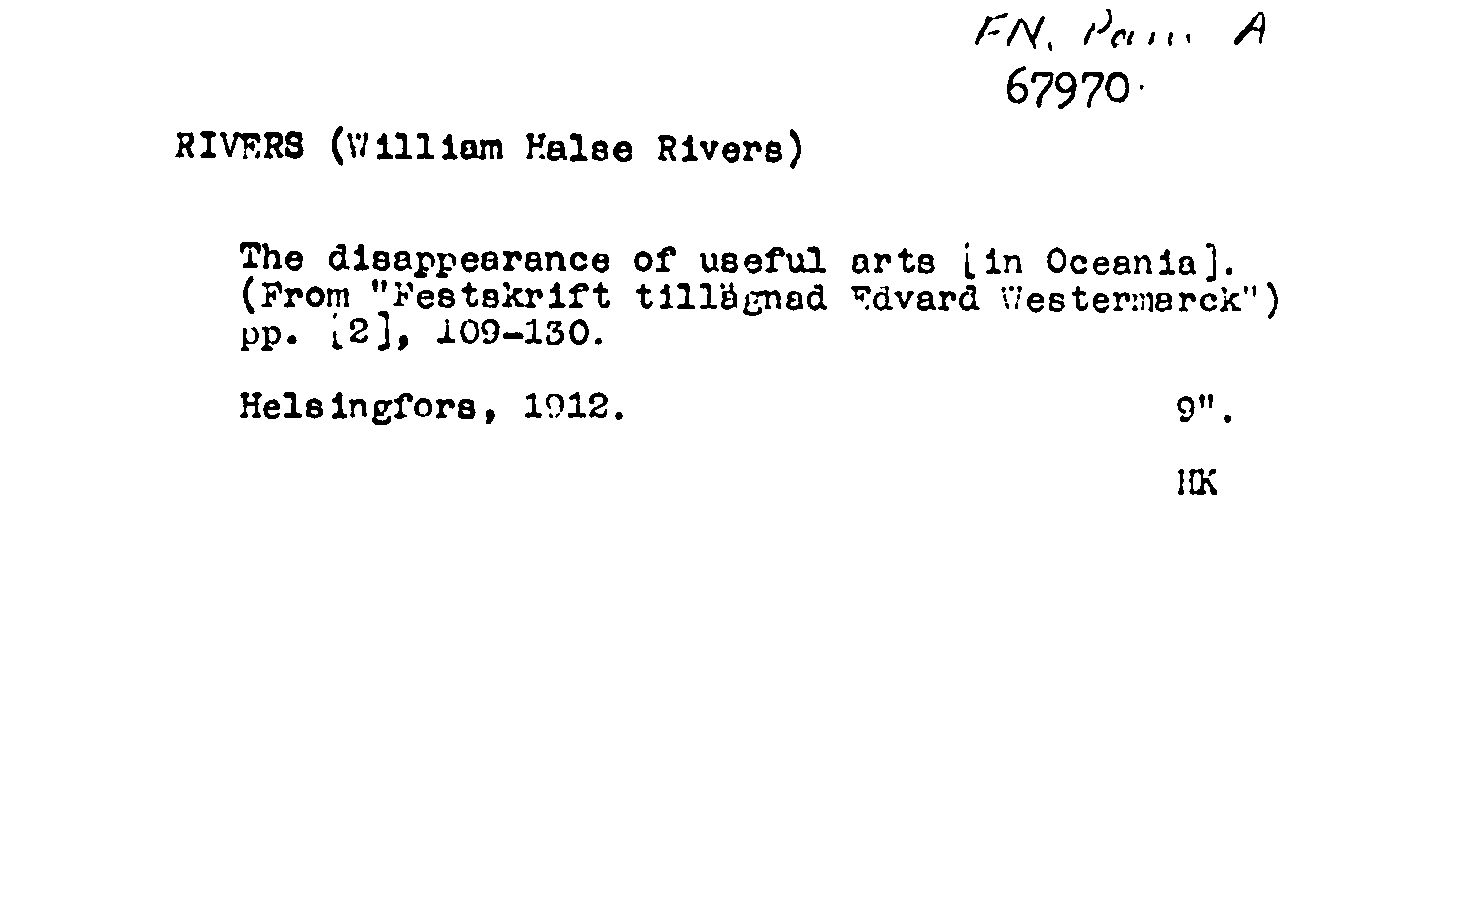 FN. Pam A
67970.
RIVERS (William Halse Rivers)
The disappearance of useful arts [in Oceania].
(From "Festskrift tillägnad Edvard Westermarck")
pp. [2], 109-130.
Helsingfors, 1912. 9".
HK